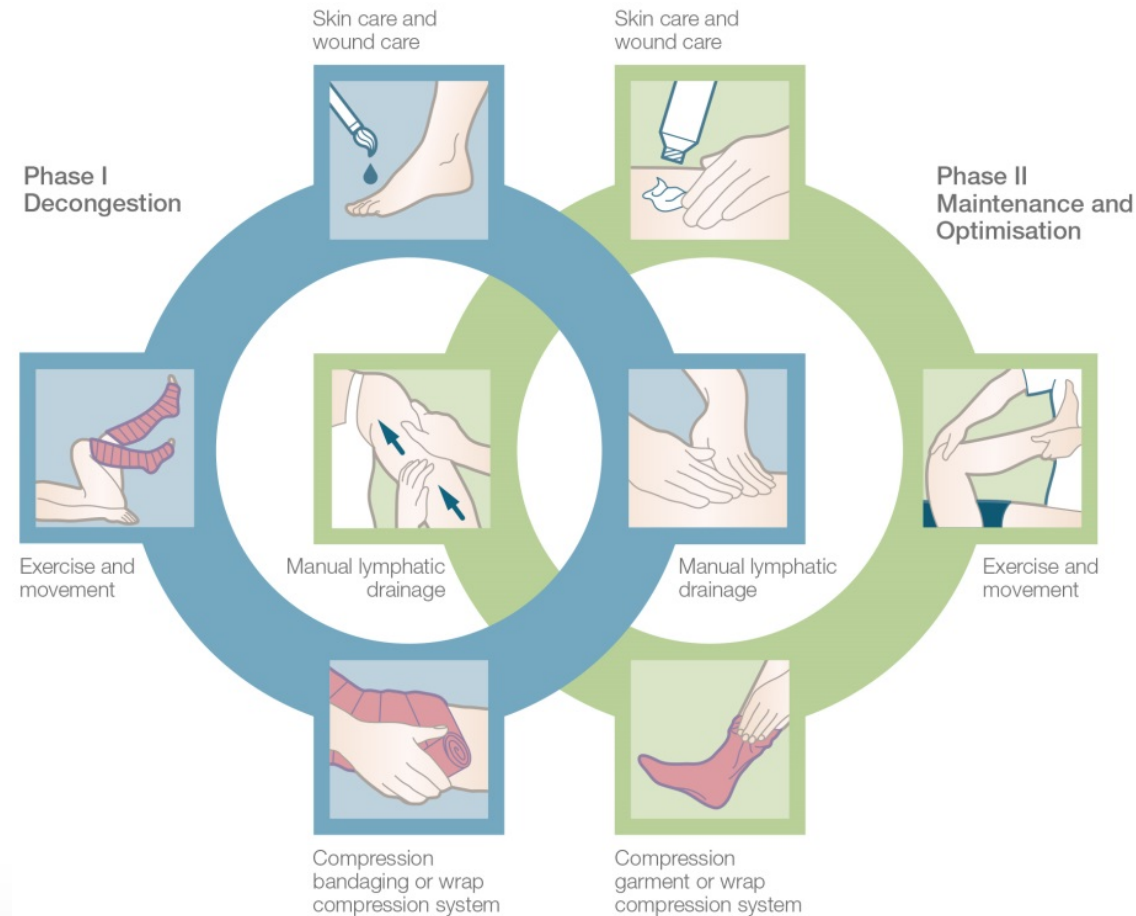 Skin care and
wound care
Skin care and
wound care
Phase I
Decongestion
Phase II
Maintenance and
Optimisation
Exercise and
movement
Manual lymphatic
drainage
Manual lymphatic
drainage
Exercise and
movement
Compression
bandaging or wrap
compression system
Compression
garment or wrap
compression system